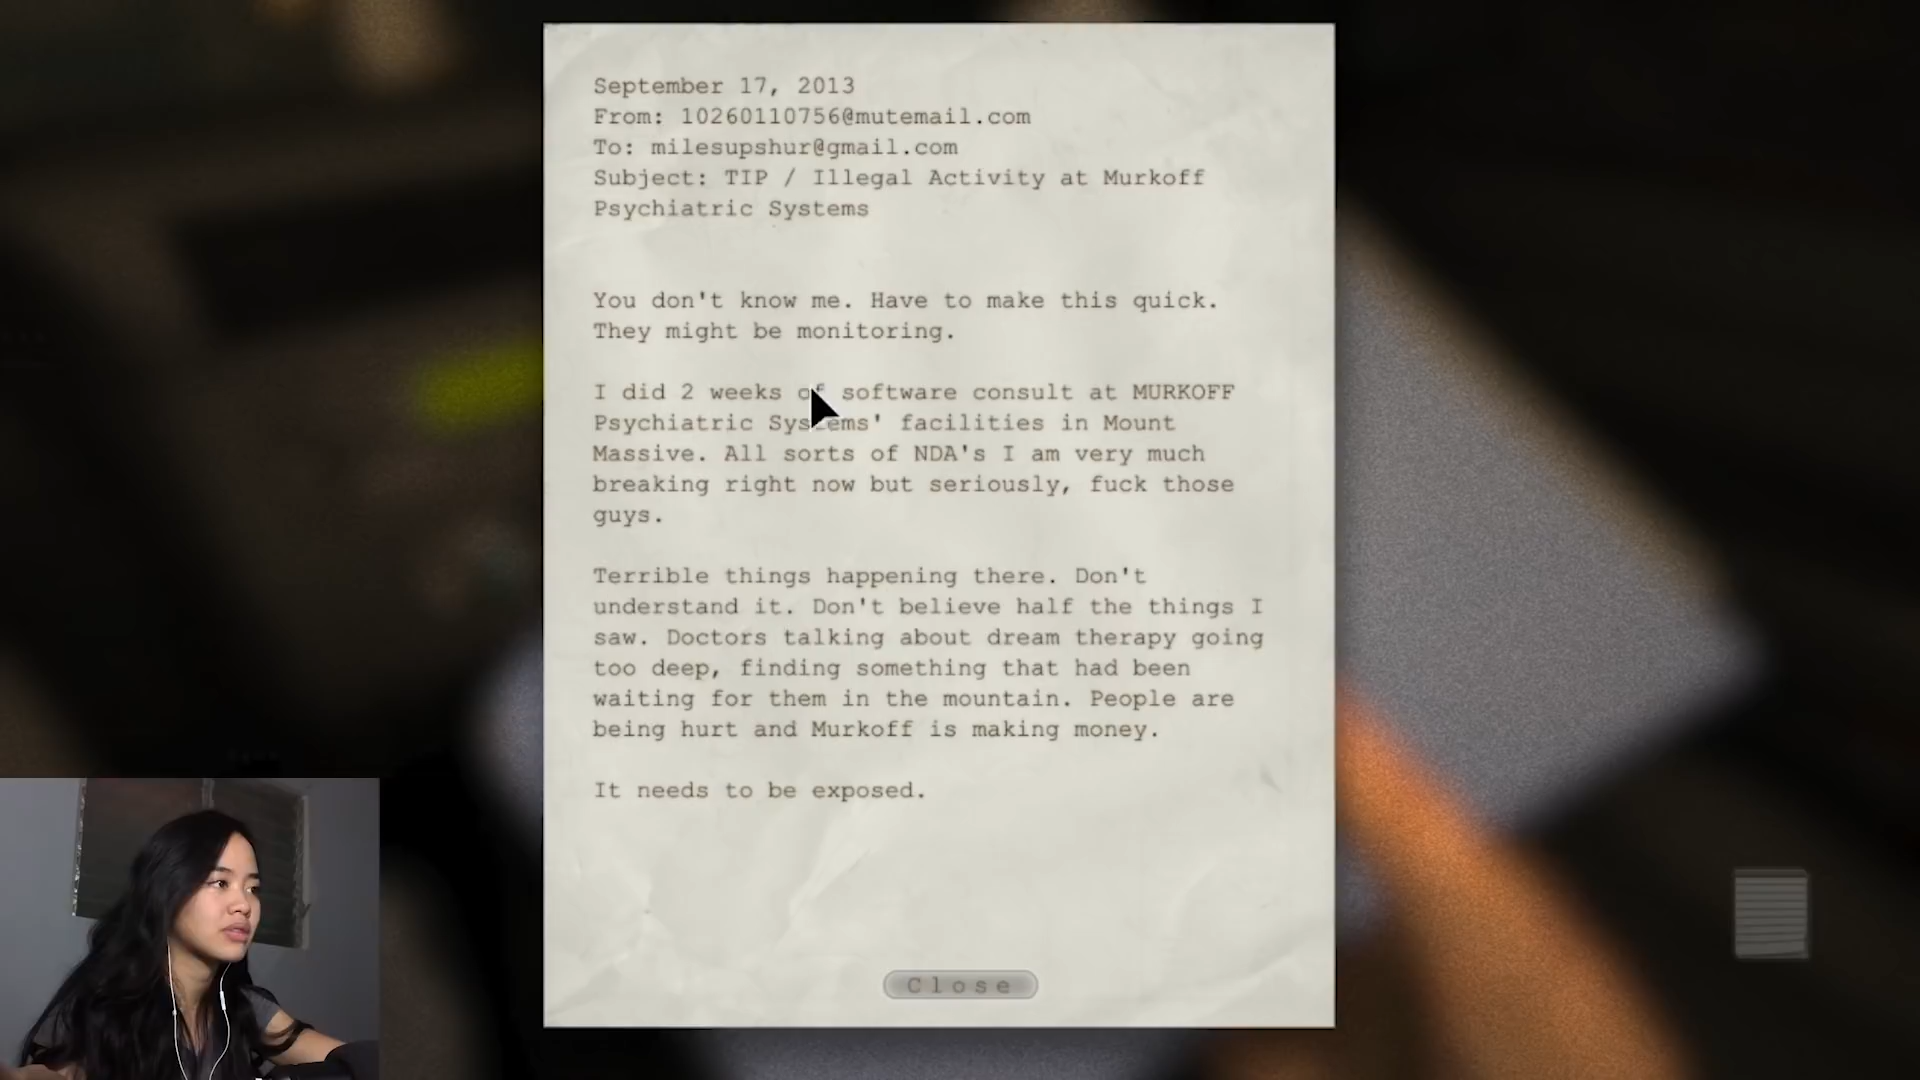 September 17, 2013
From: 10260110756@mutemail.com
To: milesupshur@gmail.com
Subject: TIP / Illegal Activity at Murkoff
Psychiatric Systems
You don't know me. Have to make this quick.
They might be monitoring.
I did 2 weeks of software consult at MURKOFF
Psychiatric Systems' facilities in Mount
Massive. All sorts of NDA's I am very much
breaking right now but seriously, fuck those
guys.
Terrible things happening there. Don't
understand it. Don't believe half the things I
saw. Doctors talking about dream therapy going
too deep, finding something that had been
waiting for them in the mountain. People are
being hurt and Murkoff is making money.
It needs to be exposed.
Close